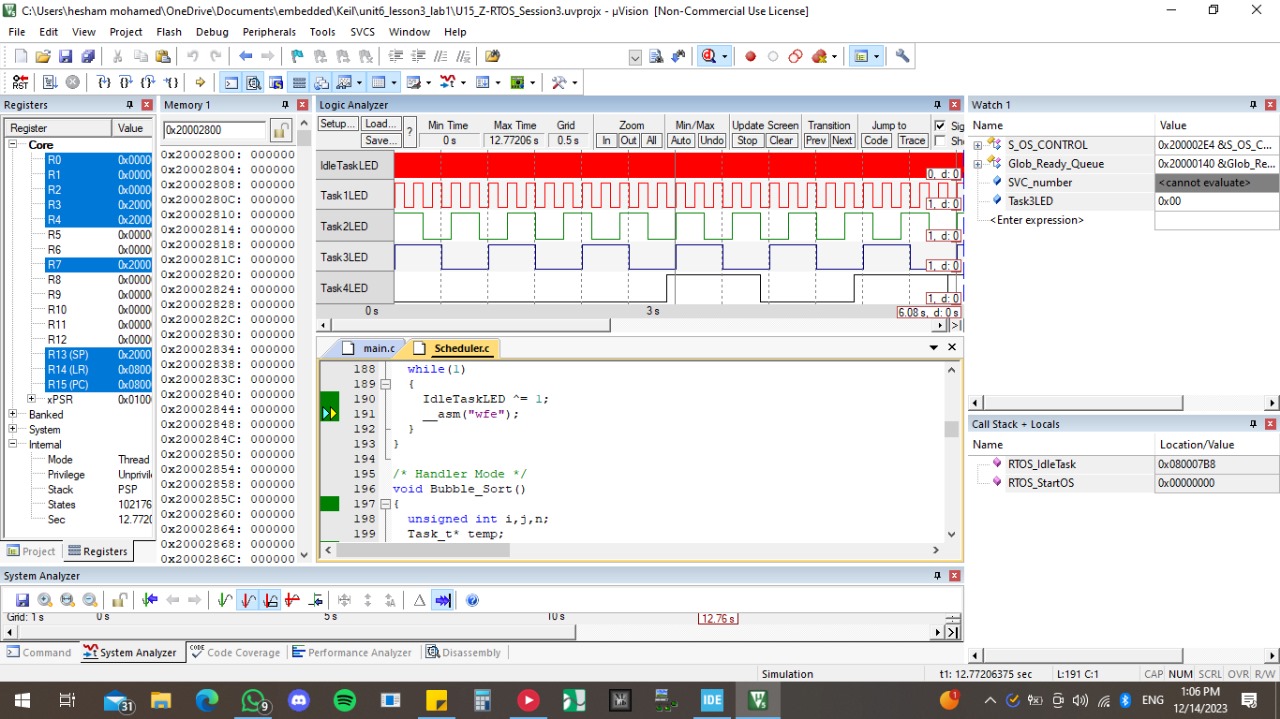 C:\Users\hesham mohamed\OneDrive\Documents\embedded\Keil\unit6_lesson3_lab1\U15_Z-RTOS_Session3.uvprojx - µVision [Non-Commercial Use License]
File Edit View Project Flash Debug Peripherals Tools SVCS Window Help
Registers
Register Value
Core
R0 0x0000
R1 0x0000
R2 0x0000
R3 0x2000
R4 0x2000
R5 0x0000
R6 0x0000
R7 0x2000
R8 0x0000
R9 0x0000
R10 0x0000
R11 0x0000
R12 0x0000
R13 (SP) 0x2000
R14 (LR) 0x0800
R15 (PC) 0x0800
xPSR 0x0100
Banked
System
Internal
Mode Thread
Privilege Unprivil
Stack PSP
States 102176
Sec 12.7720
Project Registers
Memory 1
0x20002800
0x20002800: 000000
0x20002804: 000000
0x20002808: 000000
0x2000280C: 000000
0x20002810: 000000
0x20002814: 000000
0x20002818: 000000
0x2000281C: 000000
0x20002820: 000000
0x20002824: 000000
0x20002828: 000000
0x2000282C: 000000
0x20002830: 000000
0x20002834: 000000
0x20002838: 000000
0x2000283C: 000000
0x20002840: 000000
0x20002844: 000000
0x20002848: 000000
0x2000284C: 000000
0x20002850: 000000
0x20002854: 000000
0x20002858: 000000
0x2000285C: 000000
0x20002860: 000000
0x20002864: 000000
0x20002868: 000000
0x2000286C: 000000
Logic Analyzer
Setup... Load... Min Time Max Time Grid Zoom Min/Max Update Screen Transition Jump to Sig
Save... ? 0 s 12.77206 s 0.5 s In Out All Auto Undo Stop Clear Prev Next Code Trace Sh
IdleTaskLED 0, d: 0
Task1LED 1, d: 0
Task2LED 1, d: 0
Task3LED 1, d: 0
Task4LED 1, d: 0
0 s 3 s 6.08 s, d: 0 s
main.c Scheduler.c
188 while(1)
189 {
190 IdleTaskLED ^= 1;
191 __asm("wfe");
192 }
193 }
194
195 /* Handler Mode */
196 void Bubble_Sort()
197 {
198 unsigned int i,j,n;
199 Task_t* temp;
Watch 1
Name Value
S_OS_CONTROL 0x200002E4 &S_OS_C...
Glob_Ready_Queue 0x20000140 &Glob_Re...
SVC_number <cannot evaluate>
Task3LED 0x00
<Enter expression>
Call Stack + Locals
Name Location/Value
RTOS_IdleTask 0x080007B8
RTOS_StartOS 0x00000000
System Analyzer
Grid: 1 s 0 s 5 s 10 s 12.76 s
Command System Analyzer Code Coverage Performance Analyzer Disassembly
Simulation t1: 12.77206375 sec L:191 C:1 CAP NUM SCRL OVR R/W
31 9 IDE 1 ENG 1:06 PM
12/14/2023